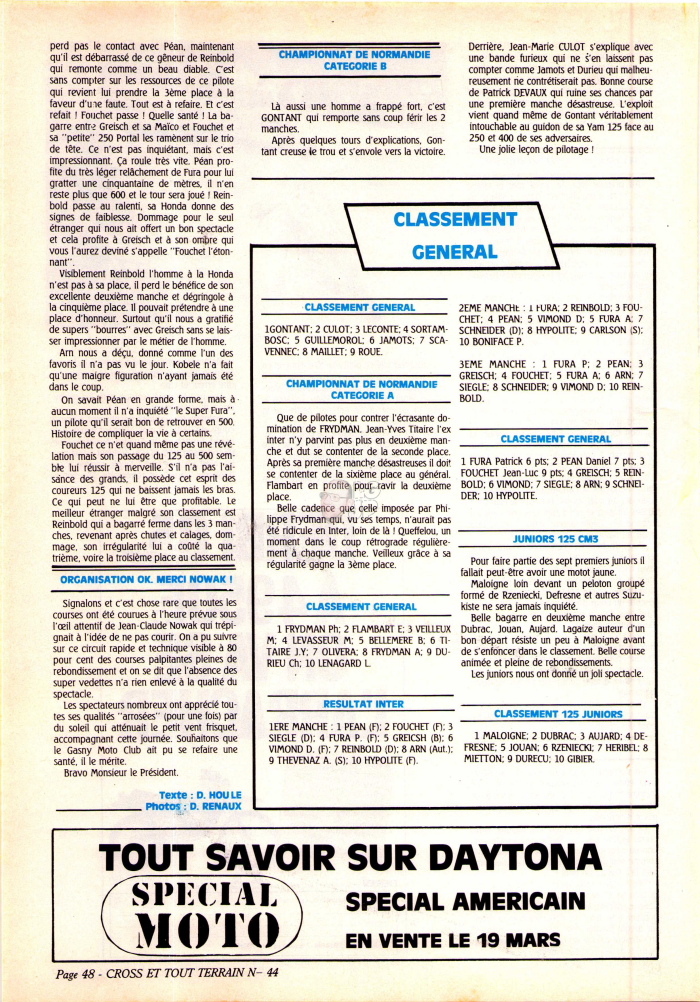 perd pas le contact avec Péan, maintenant
qu'il est débarrassé de ce gêneur de Reinbold
qui remonte comme un beau diable. C'est
sans compter sur les ressources de ce pilote
qui revient lui prendre la 3ème place à la
faveur d'une faute. Tout est à refaire. Et c'est
refait ! Fouchet passe ! Quelle santé ! La ba-
garre entre Greisch et sa Maïco et Fouchet et
sa "petite" 250 Portal les ramènent sur le trio
de tête. Ce n'est pas inquiétant, mais c'est
impressionnant. Ça roule très vite. Péan pro-
fite du très léger relâchement de Fura pour lui
gratter une cinquantaine de mètres, il n'en
reste plus que 600 et le tour sera joué ! Rein-
bold passe au ralenti, sa Honda donne des
signes de faiblesse. Dommage pour le seul
étranger qui nous ait offert un bon spectacle
et cela profite à Greisch et à son ombre qui
vous l'aurez deviné s'appelle "Fouchet l'éton-
nant".
Visiblement Reinbold l'homme à la Honda
n'est pas à sa place, il perd le bénéfice de son
excellente deuxième manche et dégringole à
la cinquième place. Il pouvait prétendre à une
place d'honneur. Surtout qu'il nous a gratifié
de supers "bourres" avec Greisch sans se lais-
ser impressionner par le métier de l'homme.
Arn nous a déçu, donné comme l'un des
favoris il n'a pas vu le jour. Kobele n'a fait
qu'une maigre figuration n'ayant jamais été
dans le coup.
On savait Péan en grande forme, mais à
aucun moment il n'a inquiété "le Super Fura",
un pilote qu'il serait bon de retrouver en 500.
Histoire de compliquer la vie à certains.
Fouchet ce n'et quand même pas une révé-
lation mais son passage du 125 au 500 sem-
ble lui réussir à merveille. S'il n'a pas l'ai-
sance des grands, il possède cet esprit des
coureurs 125 qui ne baissent jamais les bras.
Ce qui peut ne lui être que profitable. Le
meilleur étranger malgré son classement est
Reinbold qui a bagarré ferme dans les 3 man-
ches, revenant après chutes et calages, dom-
mage, son irrégularité lui a coûté la qua-
trième, voire la troisième place au classement.
ORGANISATION OK. MERCI NOWAK !
Signalons et c'est chose rare que toutes les
courses ont été courues à l'heure prévue sous
l'œil attentif de Jean-Claude Nowak qui trépi-
gnait à l'idée de ne pas courir. On a pu suivre
sur ce circuit rapide et technique visible à 80
pour cent des courses palpitantes pleines de
rebondissement et on se dit que l'absence des
super vedettes n'a rien enlevé à la qualité du
spectacle.
Les spectateurs nombreux ont apprécié tou-
tes ses qualités "arrosées" (pour une fois) par
du soleil qui atténuait le petit vent frisquet,
accompagnant cette journée. Souhaitons que
le Gasny Moto Club ait pu se refaire une
santé, il le mérite.
Bravo Monsieur le Président.
Texte : D. HOULE
Photos : D. RENAUX
CHAMPIONNAT DE NORMANDIE
CATEGORIE B
Là aussi une homme a frappé fort, c'est
GONTANT qui remporte sans coup férir les 2
manches.
Après quelques tours d'explications, Gon-
tant creuse le trou et s'envole vers la victoire.
Derrière, Jean-Marie CULOT s'explique avec
une bande furieux qui ne s'en laissent pas
compter comme Jamots et Durieu qui malheu-
reusement ne contrétiserait pas. Bonne course
de Patrick DEVAUX qui ruine ses chances par
une première manche désastreuse. L'exploit
vient quand même de Gontant véritablement
intouchable au guidon de sa Yam 125 face au
250 et 400 de ses adversaires.
Une jolie leçon de pilotage !
CLASSEMENT
GENERAL
CLASSEMENT GENERAL
1GONTANT; 2 CULOT; 3 LECONTE; 4 SORTAM-
BOSC; 5 GUILLEMOROL; 6 JAMOTS; 7 SCA-
VENNEC; 8 MAILLET; 9 ROUE.
CHAMPIONNAT DE NORMANDIE
CATEGORIE A
Que de pilotes pour contrer l'écrasante do-
mination de FRYDMAN. Jean-Yves Titaire l'ex
inter n'y parvint pas plus en deuxième man-
che et dut se contenter de la seconde place.
Après sa première manche désastreuses il doit
se contenter de la sixième place au général.
Flambart en profite pour ravir la deuxième
place.
Belle cadence que celle imposée par Phi-
lippe Frydman qui, vu ses temps, n'aurait pas
été ridicule en Inter, loin de là ! Queffelou, un
moment dans le coup rétrograde régulière-
ment à chaque manche. Veilleux grâce à sa
régularité gagne la 3ème place.
CLASSEMENT GENERAL
1 FRYDMAN Ph; 2 FLAMBART E; 3 VEILLEUX
M; 4 LEVASSEUR M; 5 BELLEMERE B; 6 TI-
TAIRE J.Y; 7 OLIVERA; 8 FRYDMAN A; 9 DU-
RIEU Ch; 10 LENAGARD L.
RESULTAT INTER
1ERE MANCHE : 1 PEAN (F); 2 FOUCHET (F); 3
SIEGLE (D); 4 FURA P. (F); 5 GREICSH (B); 6
VIMOND D. (F); 7 REINBOLD (D); 8 ARN (Aut.);
9 THEVENAZ A. (S); 10 HYPOLITE (F).
2EME MANCHE : 1 FURA; 2 REINBOLD; 3 FOU-
CHET; 4 PEAN; 5 VIMOND D; 5 FURA A; 7
SCHNEIDER (D); 8 HYPOLITE; 9 CARLSON (S);
10 BONIFACE P.
3EME MANCHE : 1 FURA P; 2 PEAN; 3
GREISCH; 4 FOUCHET; 5 FURA A; 6 ARN; 7
SIEGLE; 8 SCHNEIDER; 9 VIMOND D; 10 REIN-
BOLD.
CLASSEMENT GENERAL
1 FURA Patrick 6 pts; 2 PEAN Daniel 7 pts; 3
FOUCHET Jean-Luc 9 pts; 4 GREISCH; 5 REIN-
BOLD; 6 VIMOND; 7 SIEGLE; 8 ARN; 9 SCHNEI-
DER; 10 HYPOLITE.
JUNIORS 125 CM3
Pour faire partie des sept premiers juniors il
fallait peut-être avoir une motot jaune.
Maloigne loin devant un peloton groupé
formé de Rzeniecki, Defresne et autres Suzu-
kiste ne sera jamais inquiété.
Belle bagarre en deuxième manche entre
Dubrac, Jouan, Aujard. Lagaize auteur d'un
bon départ résiste un peu à Maloigne avant
de s'enfoncer dans le classement. Belle course
animée et pleine de rebondissements.
Les juniors nous ont donné un joli spectacle.
CLASSEMENT 125 JUNIORS
1 MALOIGNE; 2 DUBRAC; 3 AUJARD; 4 DE-
FRESNE; 5 JOUAN; 6 RZENIECKI; 7 HERIBEL; 8
MIETTON; 9 DURECU; 10 GIBIER.
TOUT SAVOIR SUR DAYTONA
SPECIAL
MOTO
SPECIAL AMERICAIN
EN VENTE LE 19 MARS
Page 48 - CROSS ET TOUT TERRAIN N– 44